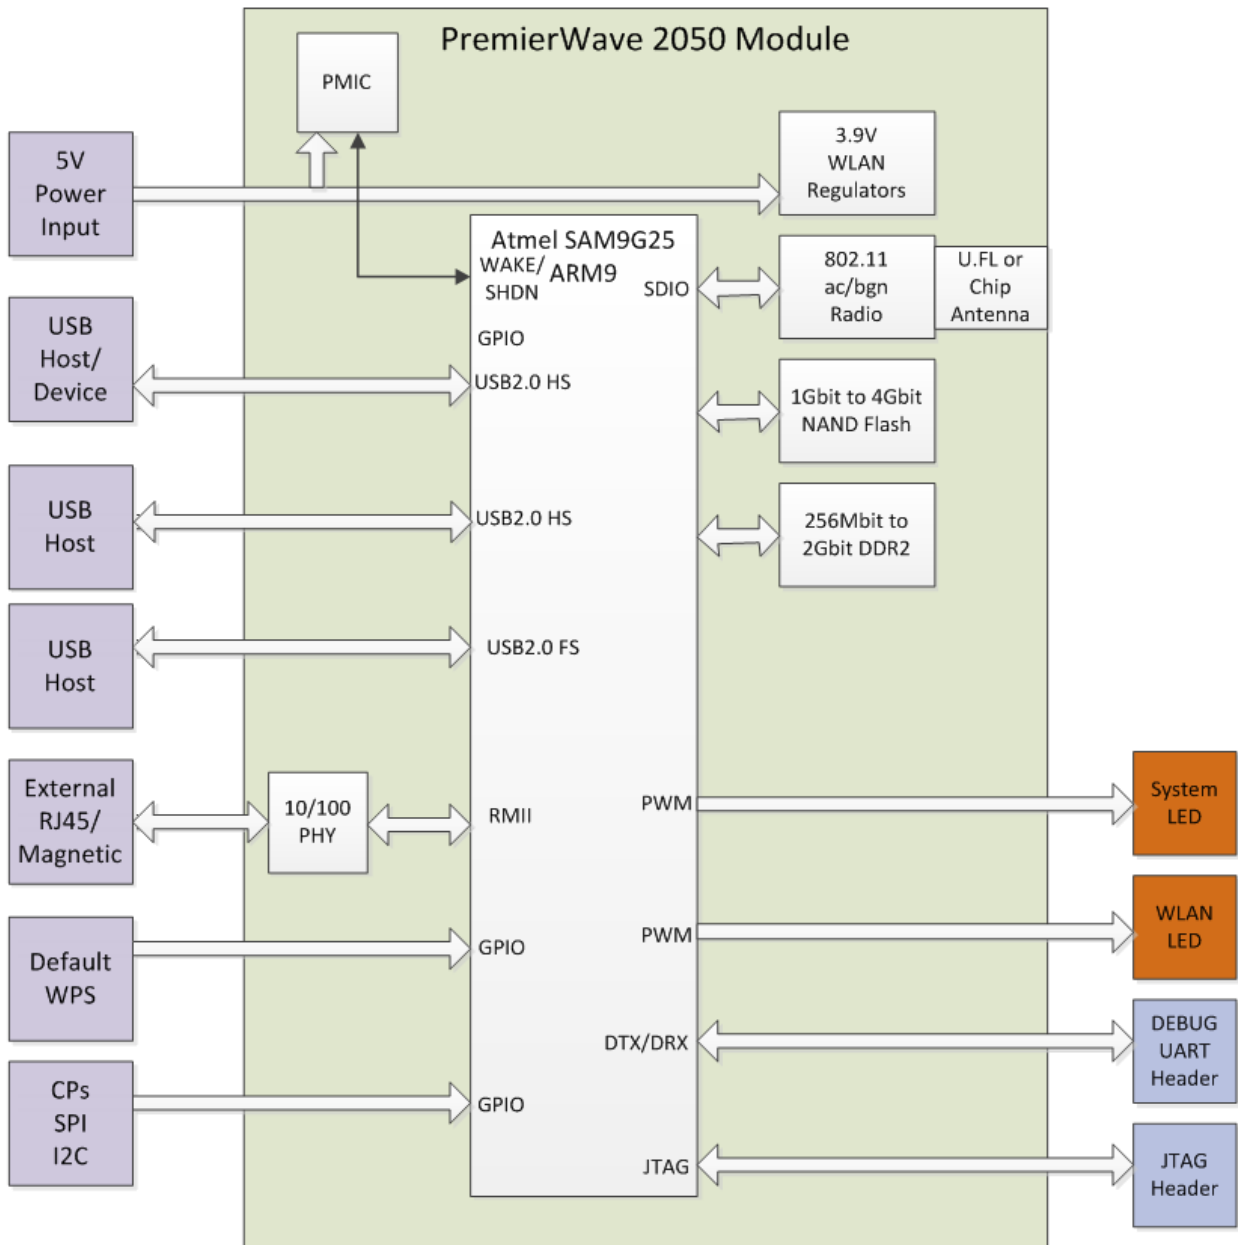 PremierWave 2050 Module
PMIC
5V
Power
Input
3.9V
WLAN
Regulators
Atmel SAM9G25
ARM9
WAKE/
SHDN
SDIO
802.11
ac/bgn
Radio
U.FL or
Chip
Antenna
GPIO
USB
Host/
Device
USB2.0 HS
1Gbit to 4Gbit
NAND Flash
USB
Host
USB2.0 HS
256Mbit to
2Gbit DDR2
USB
Host
USB2.0 FS
External
RJ45/
Magnetic
10/100
PHY
RMII
PWM
System
LED
Default
WPS
GPIO
PWM
WLAN
LED
DTX/DRX
DEBUG
UART
Header
CPs
SPI
I2C
GPIO
JTAG
JTAG
Header